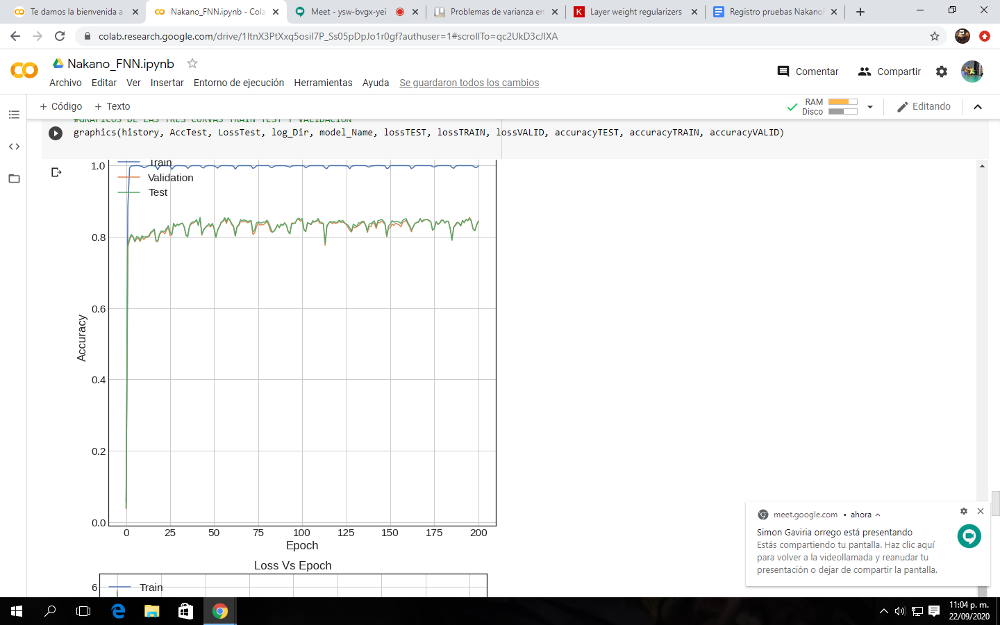 Te damos la bienvenida a
Nakano_FNN.ipynb - Cola
Meet - ysw-bvgx-yei
Problemas de varianza en
Layer weight regularizers
Registro pruebas Nakanof
colab.research.google.com/drive/1ItnX3PtXxq5osiI7P_Ss05pDpJo1r0gf?authuser=1#scrollTo=qc2UkD3cJIXA
Nakano_FNN.ipynb
Comentar
Compartir
Archivo Editar Ver Insertar Entorno de ejecución Herramientas Ayuda Se guardaron todos los cambios
+ Código + Texto
RAM
Disco
Editando
#GRAFICOS DE LAS TRES CURVAS TRAIN TEST Y VALIDACION
graphics(history, AccTest, LossTest, log_Dir, model_Name, lossTEST, lossTRAIN, lossVALID, accuracyTEST, accuracyTRAIN, accuracyVALID)
Train
Validation
Test
1.0
0.8
0.6
0.4
0.2
0.0
Accuracy
0 25 50 75 100 125 150 175 200
Epoch
Loss Vs Epoch
6
Train
meet.google.com • ahora
Simon Gaviria orrego está presentando
Estás compartiendo tu pantalla. Haz clic aquí
para volver a la videollamada y reanudar tu
presentación o dejar de compartir la pantalla.
11:04 p. m.
22/09/2020